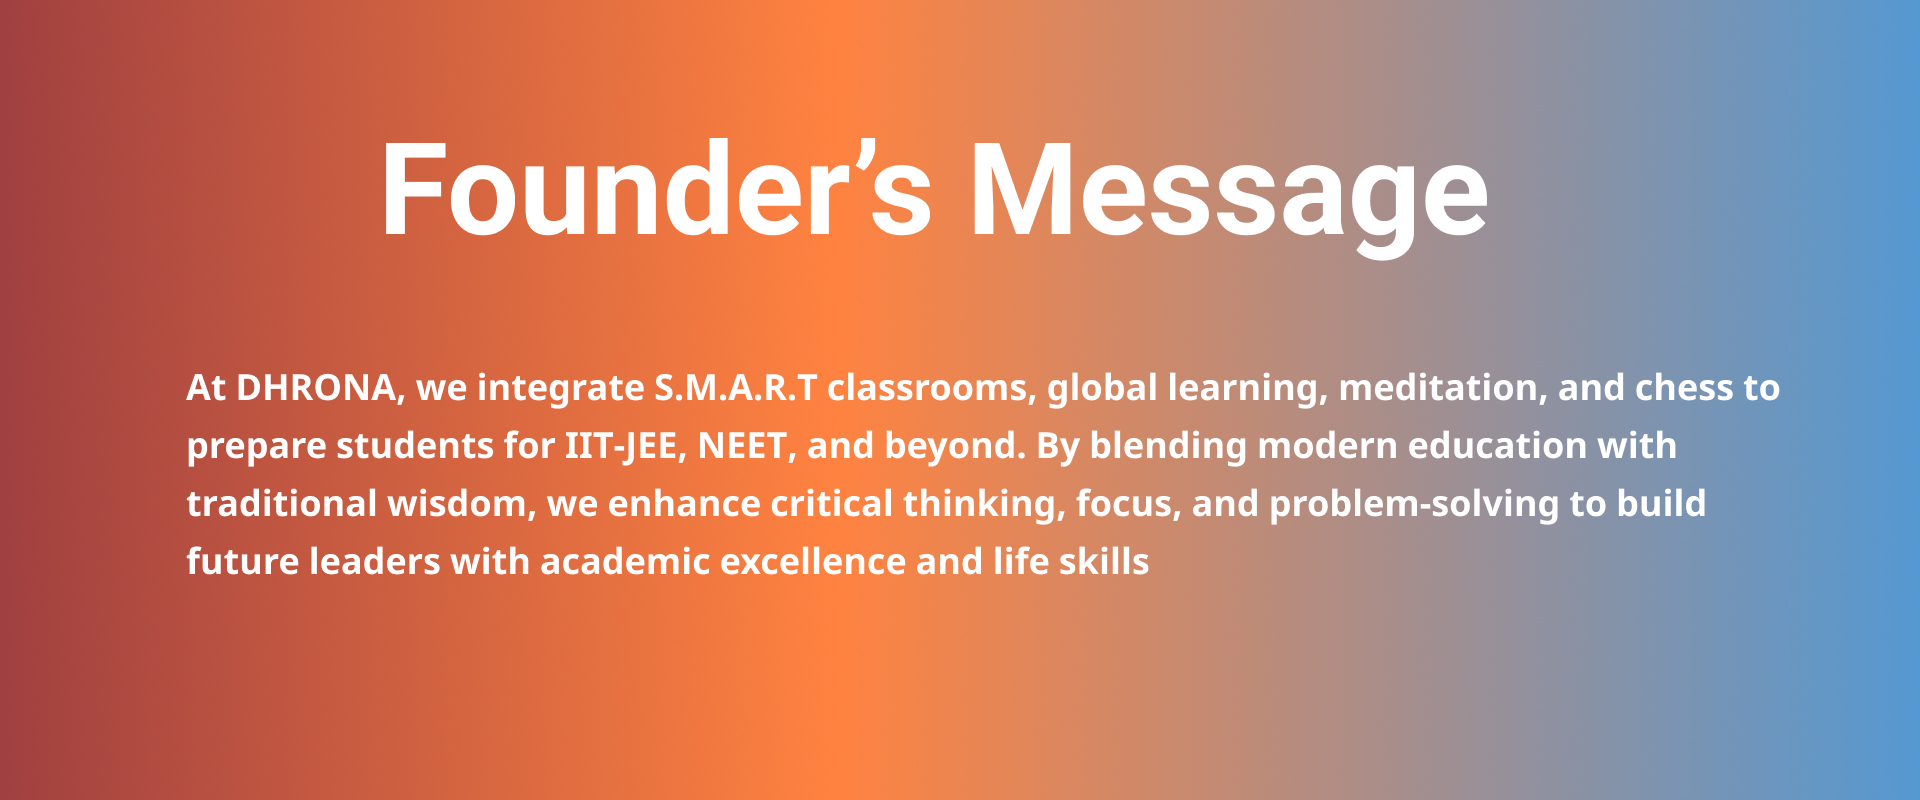 Founder’s Message
At DHRONA, we integrate S.M.A.R.T classrooms, global learning, meditation, and chess to
prepare students for IIT-JEE, NEET, and beyond. By blending modern education with
traditional wisdom, we enhance critical thinking, focus, and problem-solving to build
future leaders with academic excellence and life skills